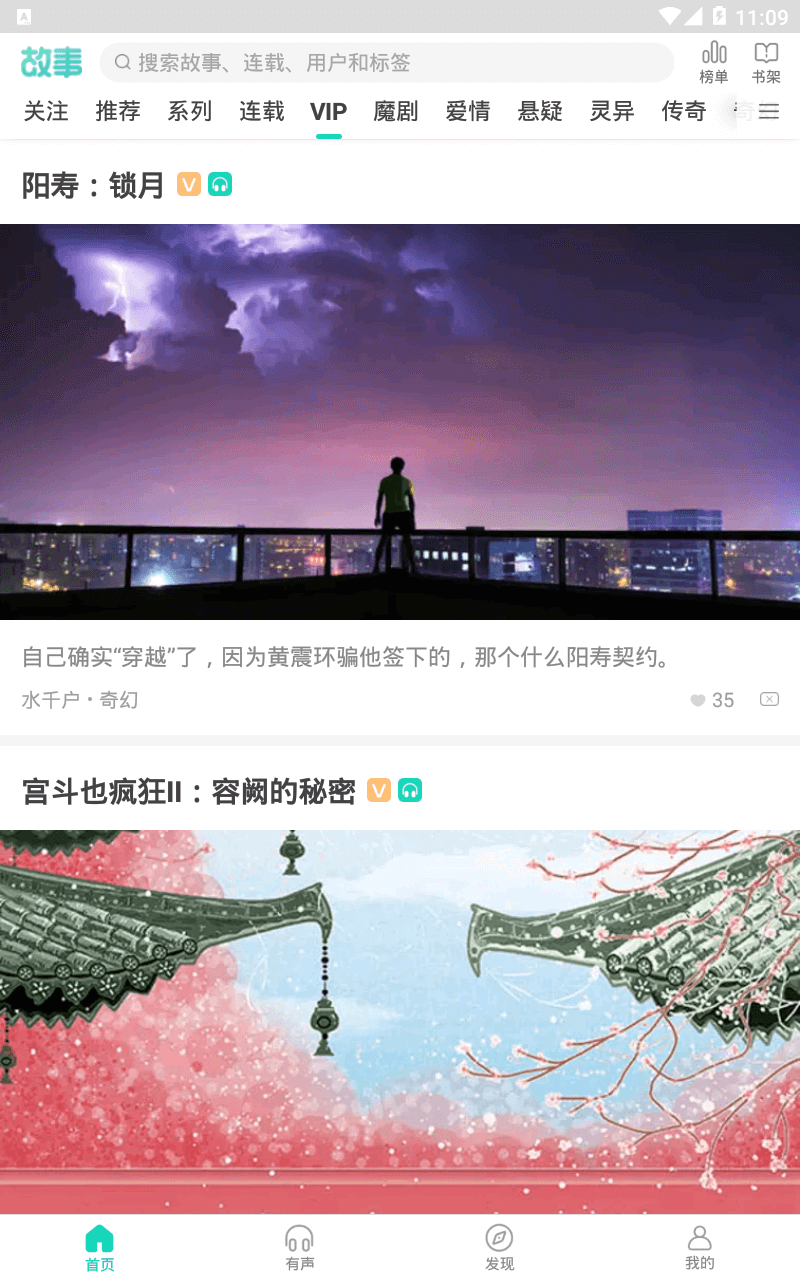 11:09
故事
搜索故事、连载、用户和标签
榜单
书架
关注 推荐 系列 连载 VIP 魔剧 爱情 悬疑 灵异 传奇 奇
阳寿：锁月 V
自己确实“穿越”了，因为黄震环骗他签下的，那个什么阳寿契约。
水千户·奇幻 35
宫斗也疯狂II：容阙的秘密 V
首页 有声 发现 我的